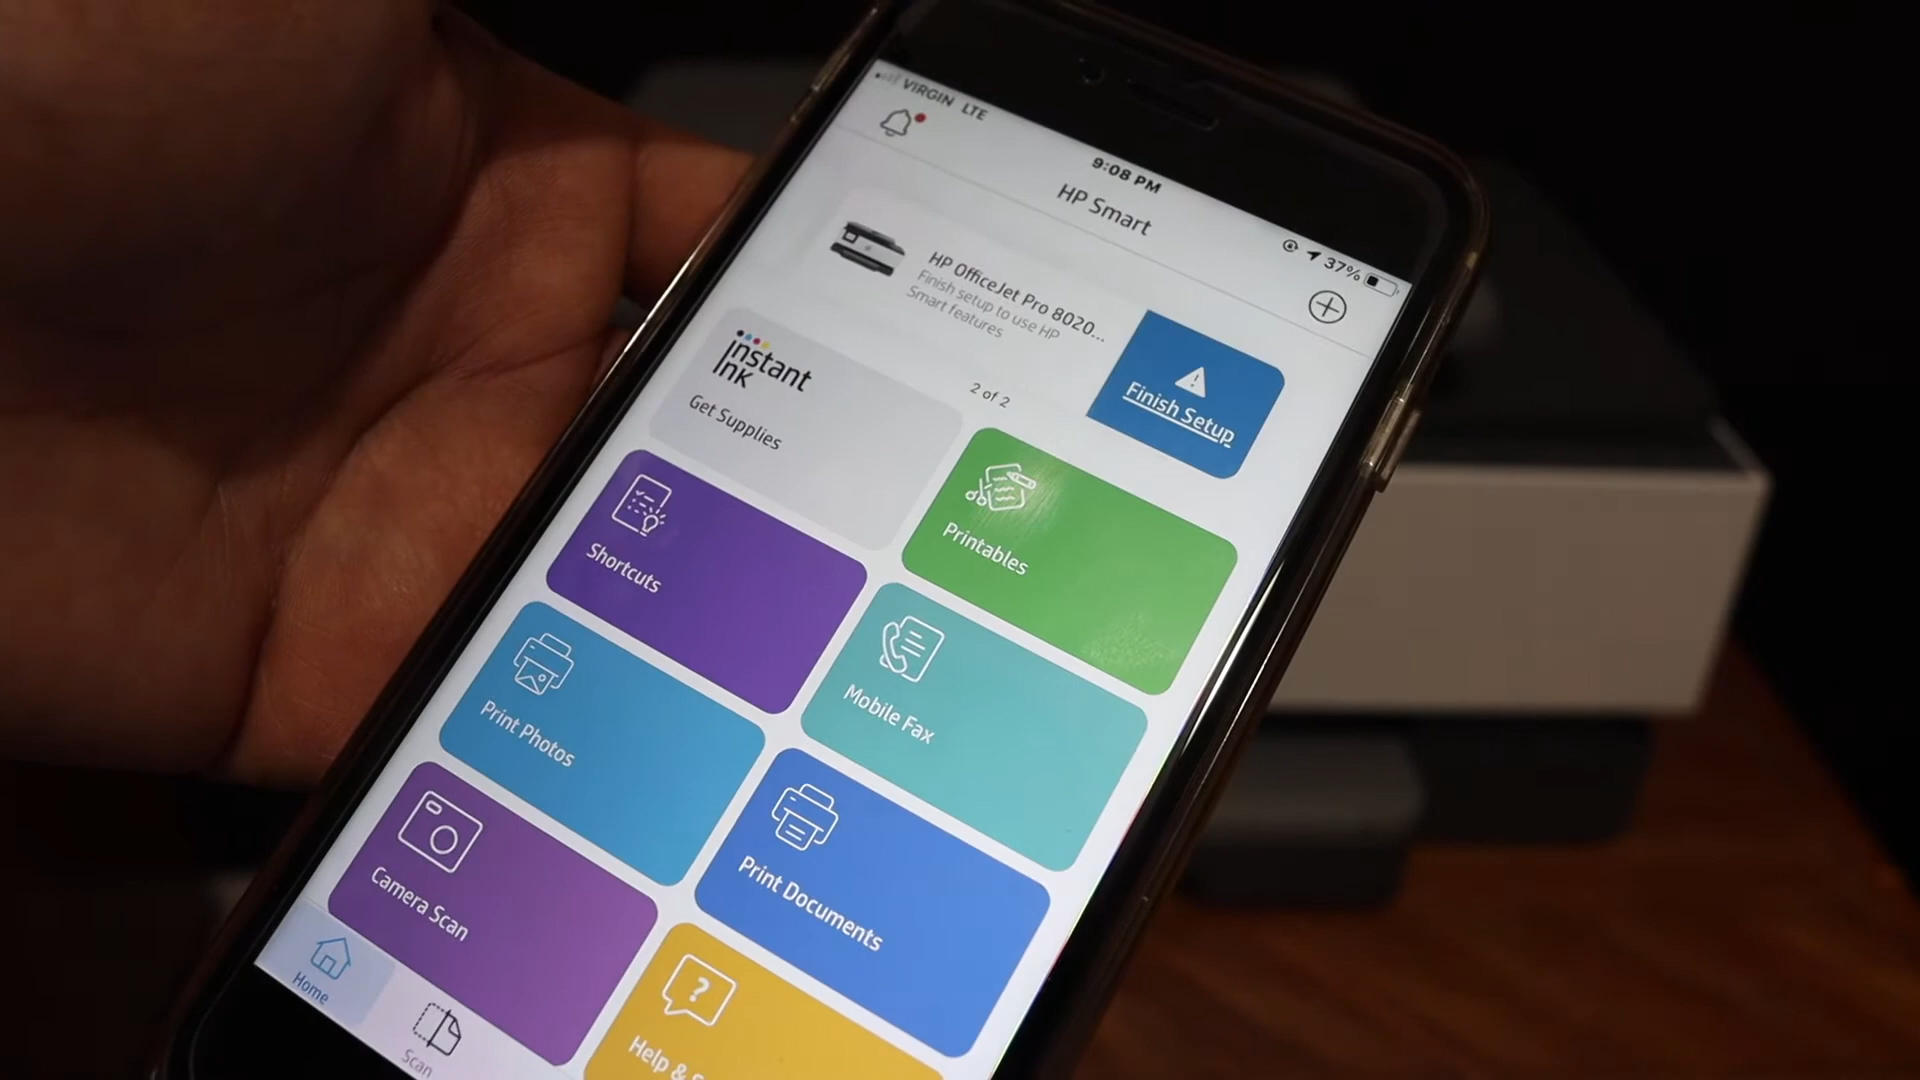 VIRGIN LTE
9:08 PM
37%
HP Smart
HP OfficeJet Pro 8020...
Finish setup to use HP
Smart features
Finish Setup
2 of 2
Instant
Ink
Get Supplies
Printables
Shortcuts
Mobile Fax
Print Photos
Print Documents
Camera Scan
Help &
Home
Scan